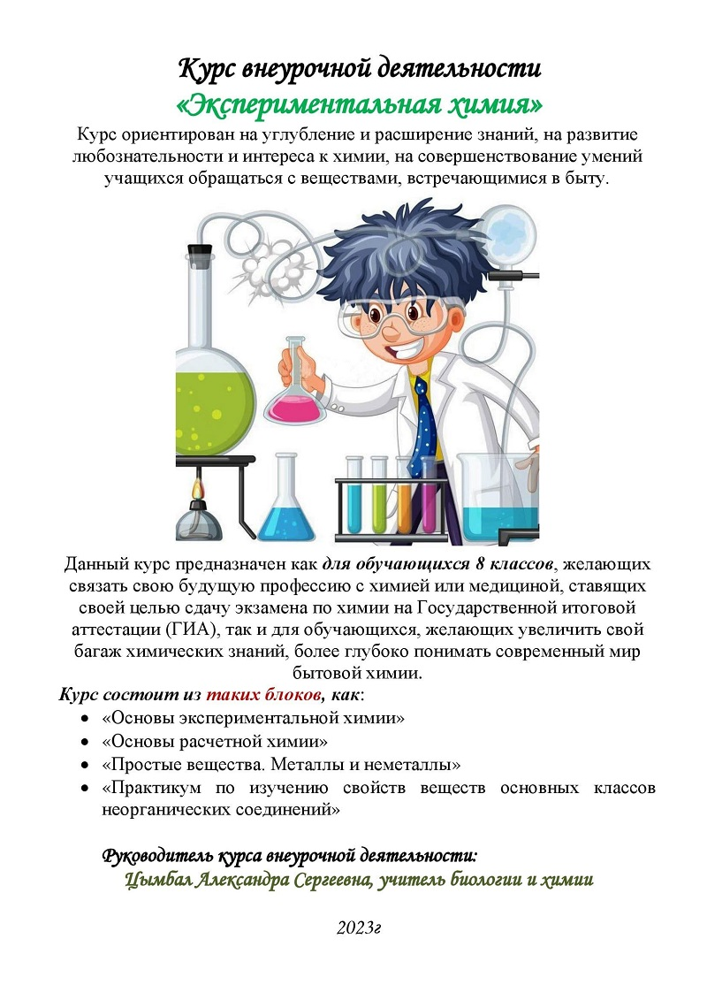 Курс внеурочной деятельности
«Экспериментальная химия»
Курс ориентирован на углубление и расширение знаний, на развитие
любознательности и интереса к химии, на совершенствование умений
учащихся обращаться с веществами, встречающимися в быту.
Данный курс предназначен как для обучающихся 8 классов, желающих
связать свою будущую профессию с химией или медициной, ставящих
своей целью сдачу экзамена по химии на Государственной итоговой
аттестации (ГИА), так и для обучающихся, желающих увеличить свой
багаж химических знаний, более глубоко понимать современный мир
бытовой химии.
Курс состоит из таких блоков, как:
• «Основы экспериментальной химии»
• «Основы расчетной химии»
• «Простые вещества. Металлы и неметаллы»
• «Практикум по изучению свойств веществ основных классов
неорганических соединений»
Руководитель курса внеурочной деятельности:
Цымбал Александра Сергеевна, учитель биологии и химии
2023г